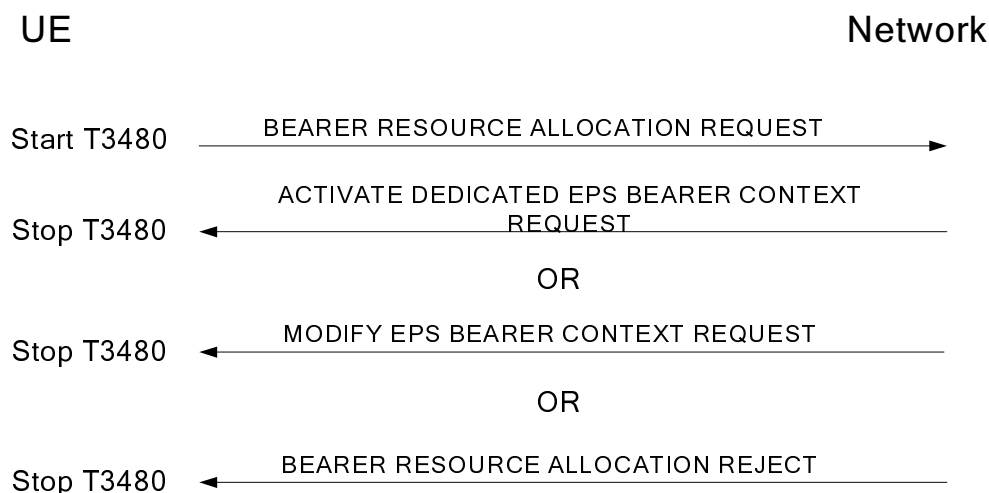 UE Network
Start T3480 BEARER RESOURCE ALLOCATION REQUEST
ACTIVATE DEDICATED EPS BEARER CONTEXT
REQUEST
Stop T3480
OR
MODIFY EPS BEARER CONTEXT REQUEST
Stop T3480
OR
BEARER RESOURCE ALLOCATION REJECT
Stop T3480